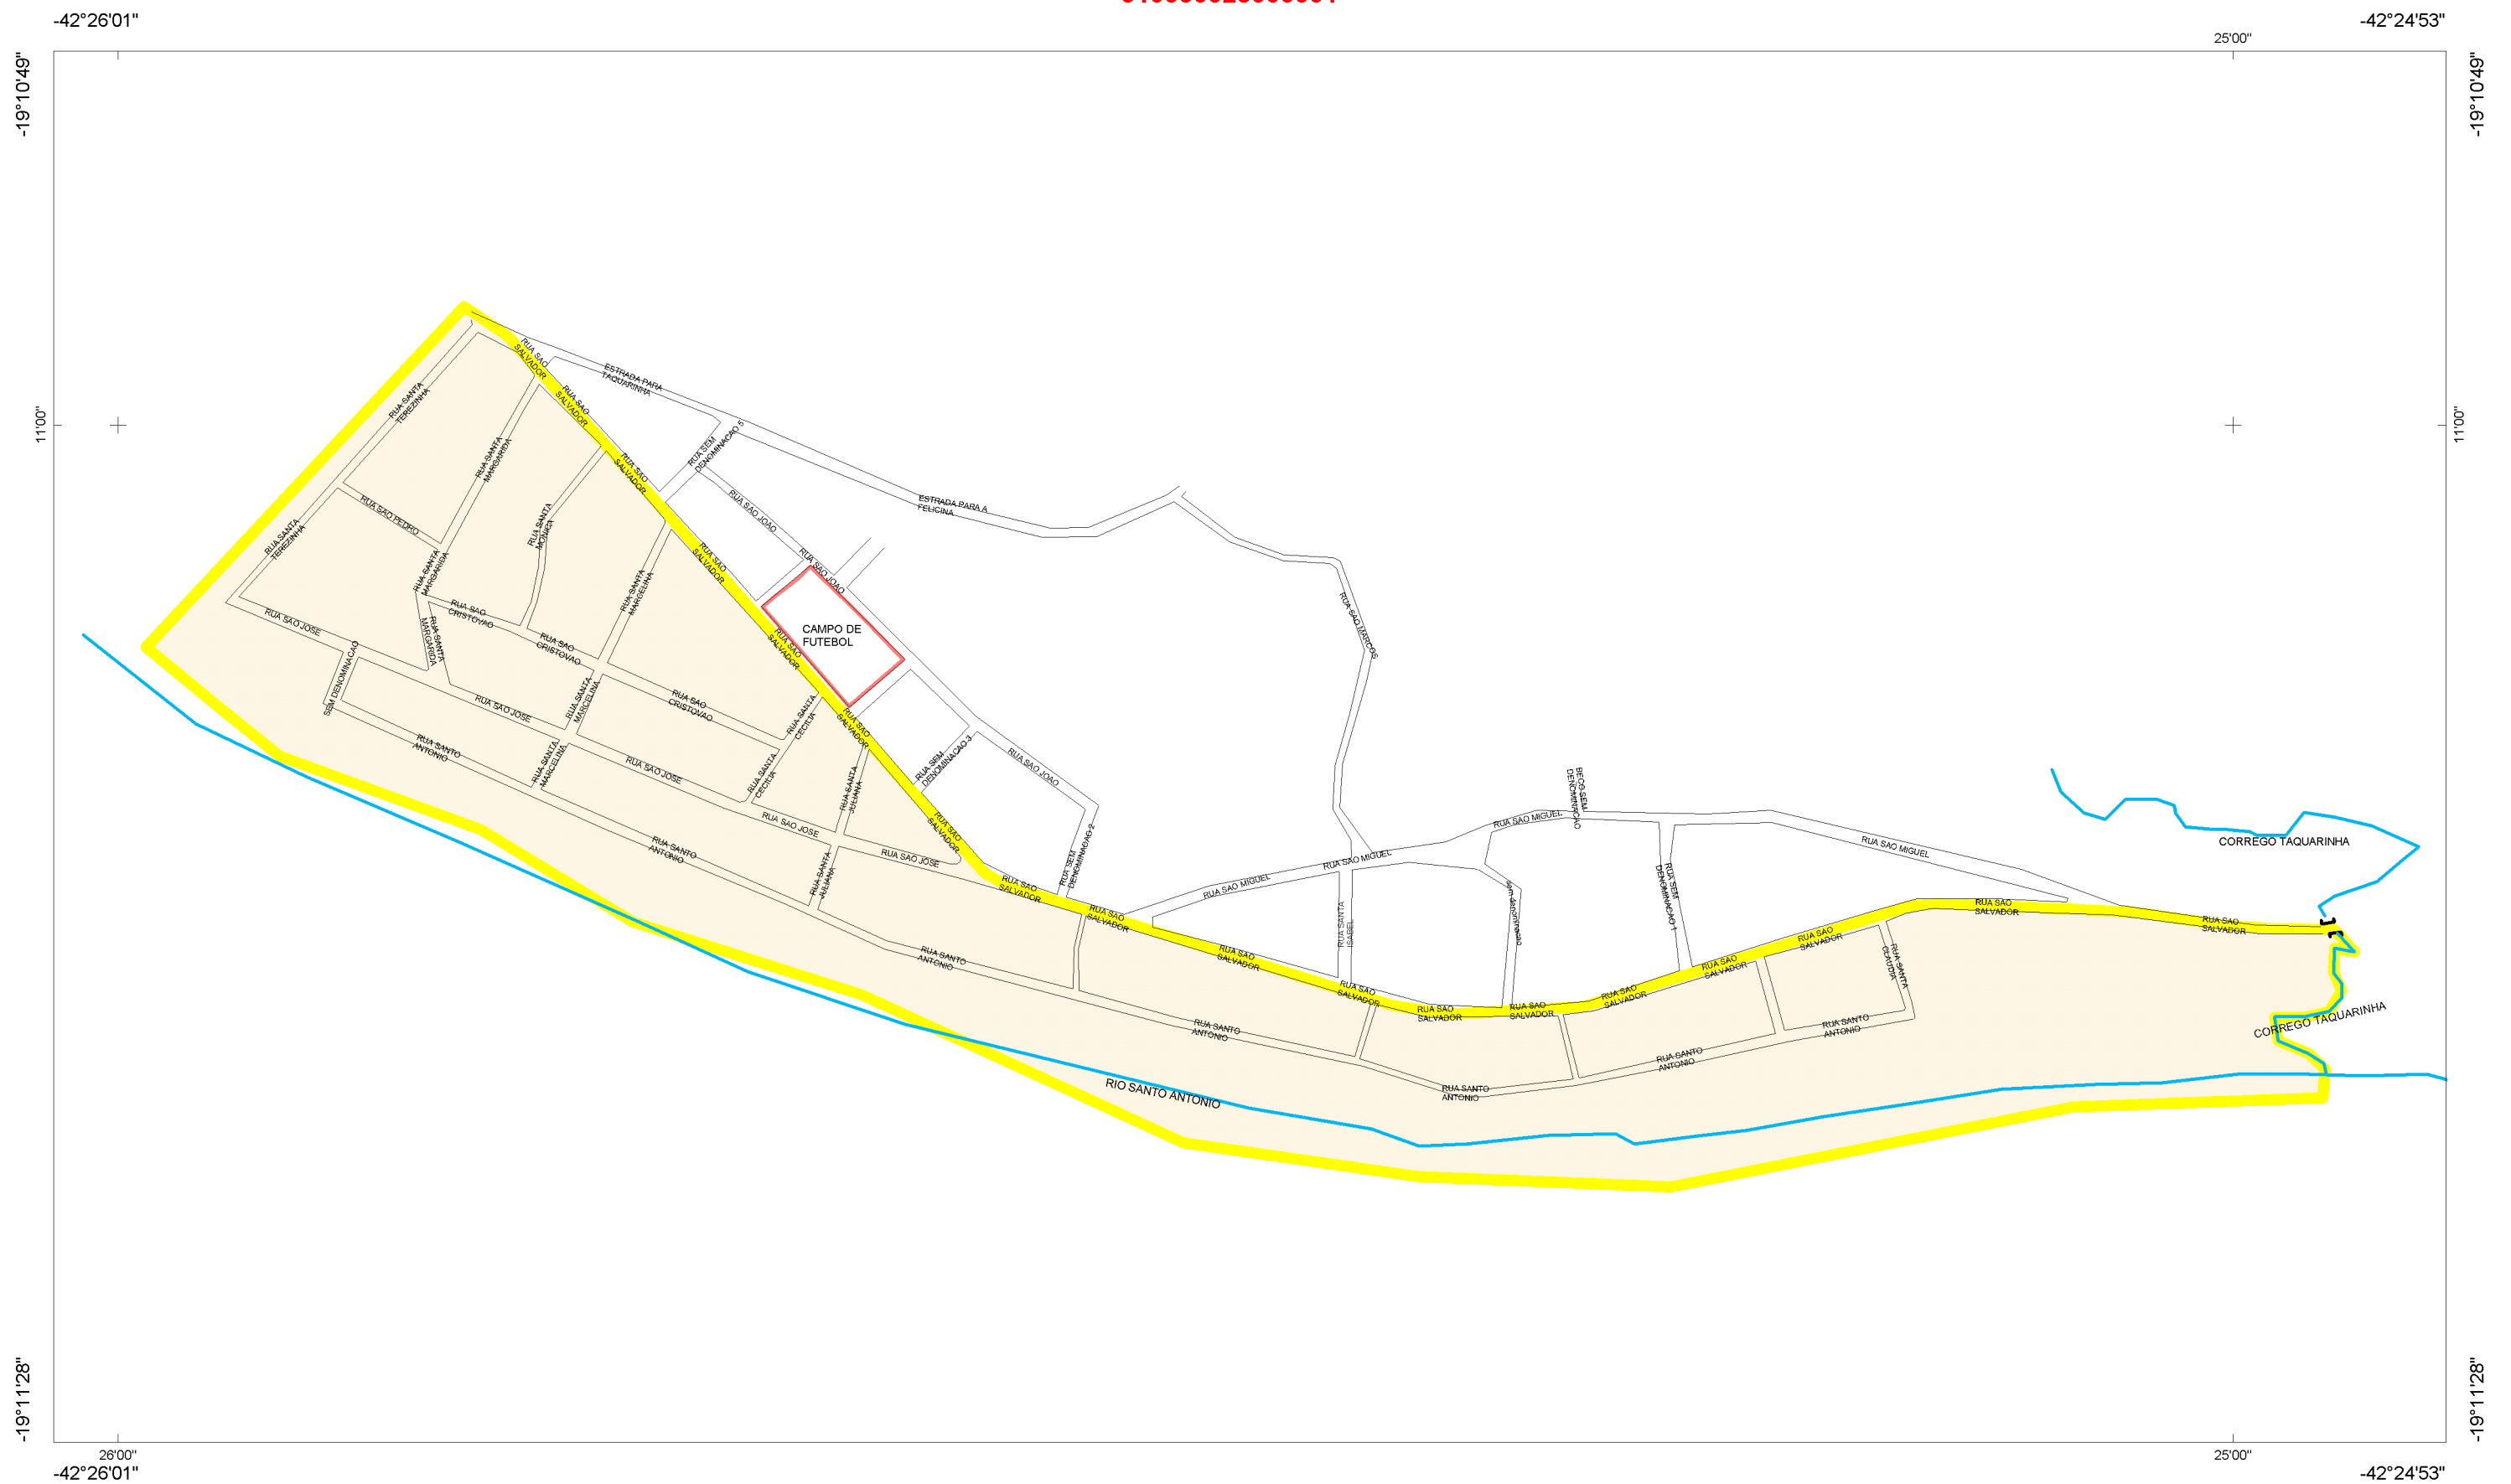 -42°26'01"
-42°24'53"
25'00"
-19°10'49"
-19°10'49"
RUA SAO
SALVADOR
ESTRADA PARA
TAQUARINHA
RUA SANTA
TEREZINHA
RUA SAO
SALVADOR
11'00"
11'00"
RUA SANTA
MARGARIDA
RUA SEM
DENOMINACAO 5
RUA SAO
SALVADOR
RUA SAO PEDRO
RUA SAO JOAO
ESTRADA PARA A
FELICINA
RUA SANTA
TEREZINHA
RUA SANTA
MONICA
RUA SANTA
MARGARIDA
RUA SAO
SALVADOR
RUA SAO JOAO
RUA SANTA
MARCELINA
RUA SAO
CRISTOVAO
RUA SAO JOSE
RUA SANTA
MARGARIDA
RUA SAO
CRISTOVAO
CAMPO DE
FUTEBOL
RUA SAO
SALVADOR
RUA SAO MARCOS
SEM DENOMINACAO
RUA SANTA
MARCELINA
RUA SAO
CRISTOVAO
RUA SAO JOSE
RUA SANTA
CECILIA
RUA SAO
SALVADOR
RUA SANTO
ANTONIO
RUA SANTA
MARCELINA
RUA SAO JOSE
RUA SANTA
CECILIA
RUA SANTA
JULIANA
RUA SEM
DENOMINACAO 3
RUA SAO JOAO
BECO SEM
DENOMINACAO
RUA SAO JOSE
RUA SAO
SALVADOR
RUA SAO MIGUEL
RUA SAO MIGUEL
CORREGO TAQUARINHA
RUA SANTO
ANTONIO
RUA SAO JOSE
RUA SANTA
JULIANA
RUA SEM
DENOMINACAO 2
RUA SAO MIGUEL
RUA SAO MIGUEL
RUA SAO
SALVADOR
RUA SAO
SALVADOR
RUA SANTA
ISABEL
sem denominacao
RUA SEM
DENOMINACAO 1
RUA SAO
SALVADOR
RUA SAO
SALVADOR
RUA SANTO
ANTONIO
RUA SAO
SALVADOR
RUA SAO
SALVADOR
RUA SAO
SALVADOR
RUA SANTA
CLAUDIA
RUA SAO
SALVADOR
RUA SAO
SALVADOR
RUA SAO
SALVADOR
RUA SAO
SALVADOR
RUA SAO
SALVADOR
CORREGO TAQUARINHA
RUA SANTO
ANTONIO
RUA SANTO
ANTONIO
RUA SANTO
ANTONIO
RUA SANTO
ANTONIO
RIO SANTO ANTONIO
-19°11'28"
-19°11'28"
26'00"
25'00"
-42°26'01"
-42°24'53"